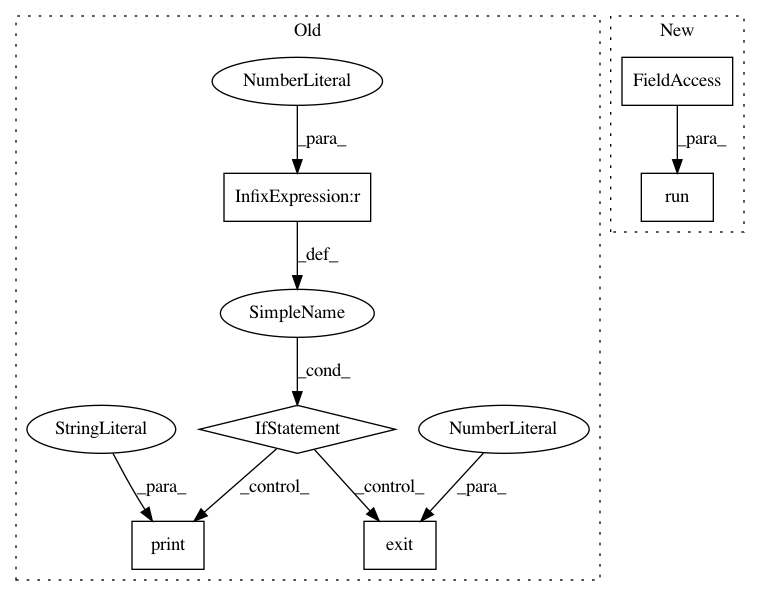 Old
New
NumberLiteral
FieldAccess
_para_
_para_
InfixExpression:r
run
_def_
SimpleName
_cond_
StringLiteral
IfStatement
NumberLiteral
_para_
_control_
_control_
_para_
print
exit